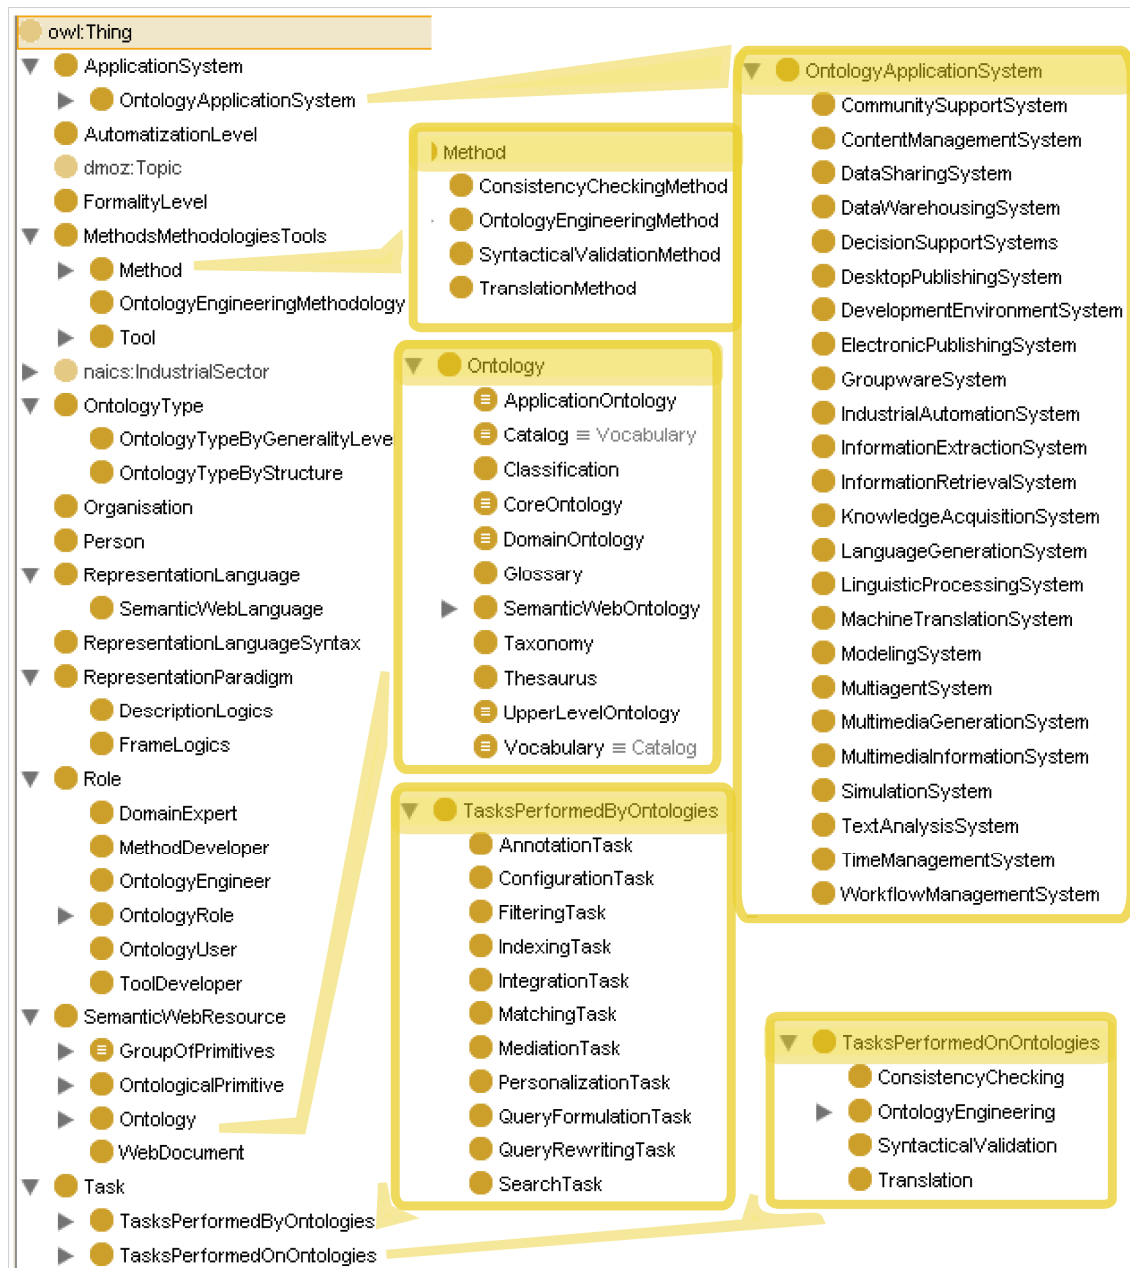 owl:Thing
ApplicationSystem
OntologyApplicationSystem
AutomatizationLevel
dmoz:Topic
FormalityLevel
MethodsMethodologiesTools
Method
OntologyEngineeringMethodology
Tool
naics:IndustrialSector
OntologyType
OntologyTypeByGeneralityLevel
OntologyTypeByStructure
Organisation
Person
RepresentationLanguage
SemanticWebLanguage
RepresentationLanguageSyntax
RepresentationParadigm
DescriptionLogics
FrameLogics
Role
DomainExpert
MethodDeveloper
OntologyEngineer
OntologyRole
OntologyUser
ToolDeveloper
SemanticWebResource
GroupOfPrimitives
OntologicalPrimitive
Ontology
WebDocument
Task
TasksPerformedByOntologies
TasksPerformedOnOntologies
Method
ConsistencyCheckingMethod
OntologyEngineeringMethod
SyntacticalValidationMethod
TranslationMethod
Ontology
ApplicationOntology
Catalog ≡ Vocabulary
Classification
CoreOntology
DomainOntology
Glossary
SemanticWebOntology
Taxonomy
Thesaurus
UpperLevelOntology
Vocabulary ≡ Catalog
TasksPerformedByOntologies
AnnotationTask
ConfigurationTask
FilteringTask
IndexingTask
IntegrationTask
MatchingTask
MediationTask
PersonalizationTask
QueryFormulationTask
QueryRewritingTask
SearchTask
OntologyApplicationSystem
CommunitySupportSystem
ContentManagementSystem
DataSharingSystem
DataWarehousingSystem
DecisionSupportSystems
DesktopPublishingSystem
DevelopmentEnvironmentSystem
ElectronicPublishingSystem
GroupwareSystem
IndustrialAutomationSystem
InformationExtractionSystem
InformationRetrievalSystem
KnowledgeAcquisitionSystem
LanguageGenerationSystem
LinguisticProcessingSystem
MachineTranslationSystem
ModelingSystem
MultiagentSystem
MultimediaGenerationSystem
MultimediaInformationSystem
SimulationSystem
TextAnalysisSystem
TimeManagementSystem
WorkflowManagementSystem
TasksPerformedOnOntologies
ConsistencyChecking
OntologyEngineering
SyntacticalValidation
Translation